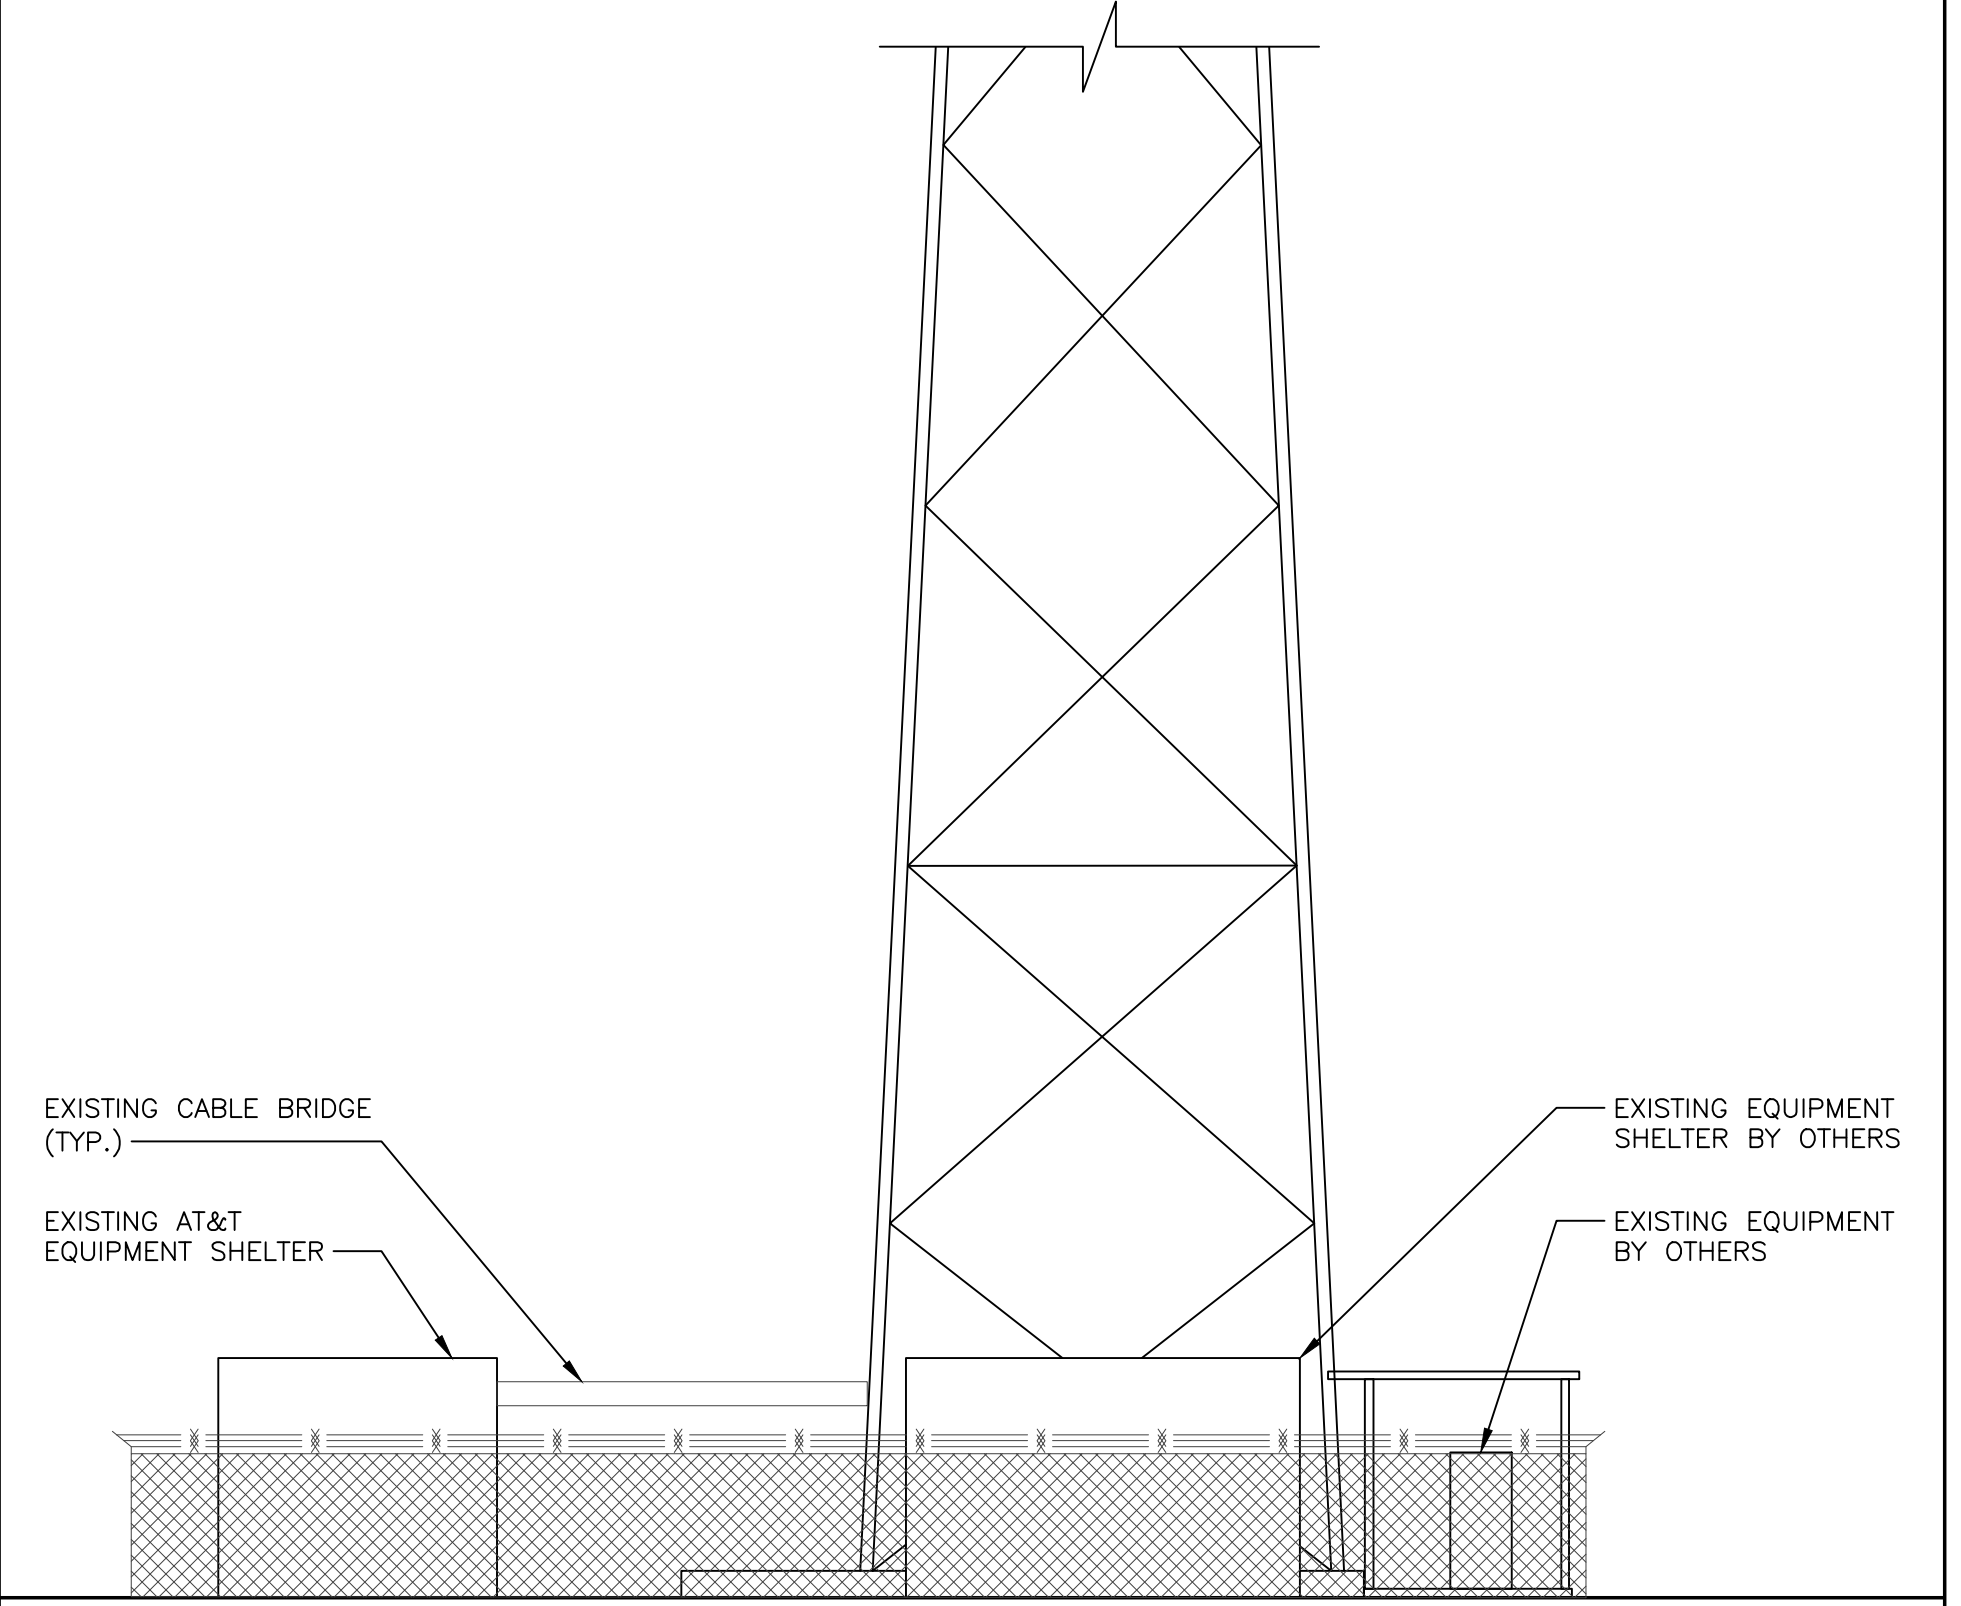 EXISTING CABLE BRIDGE
(TYP.)
EXISTING AT&T
EQUIPMENT SHELTER
EXISTING EQUIPMENT
SHELTER BY OTHERS
EXISTING EQUIPMENT
BY OTHERS